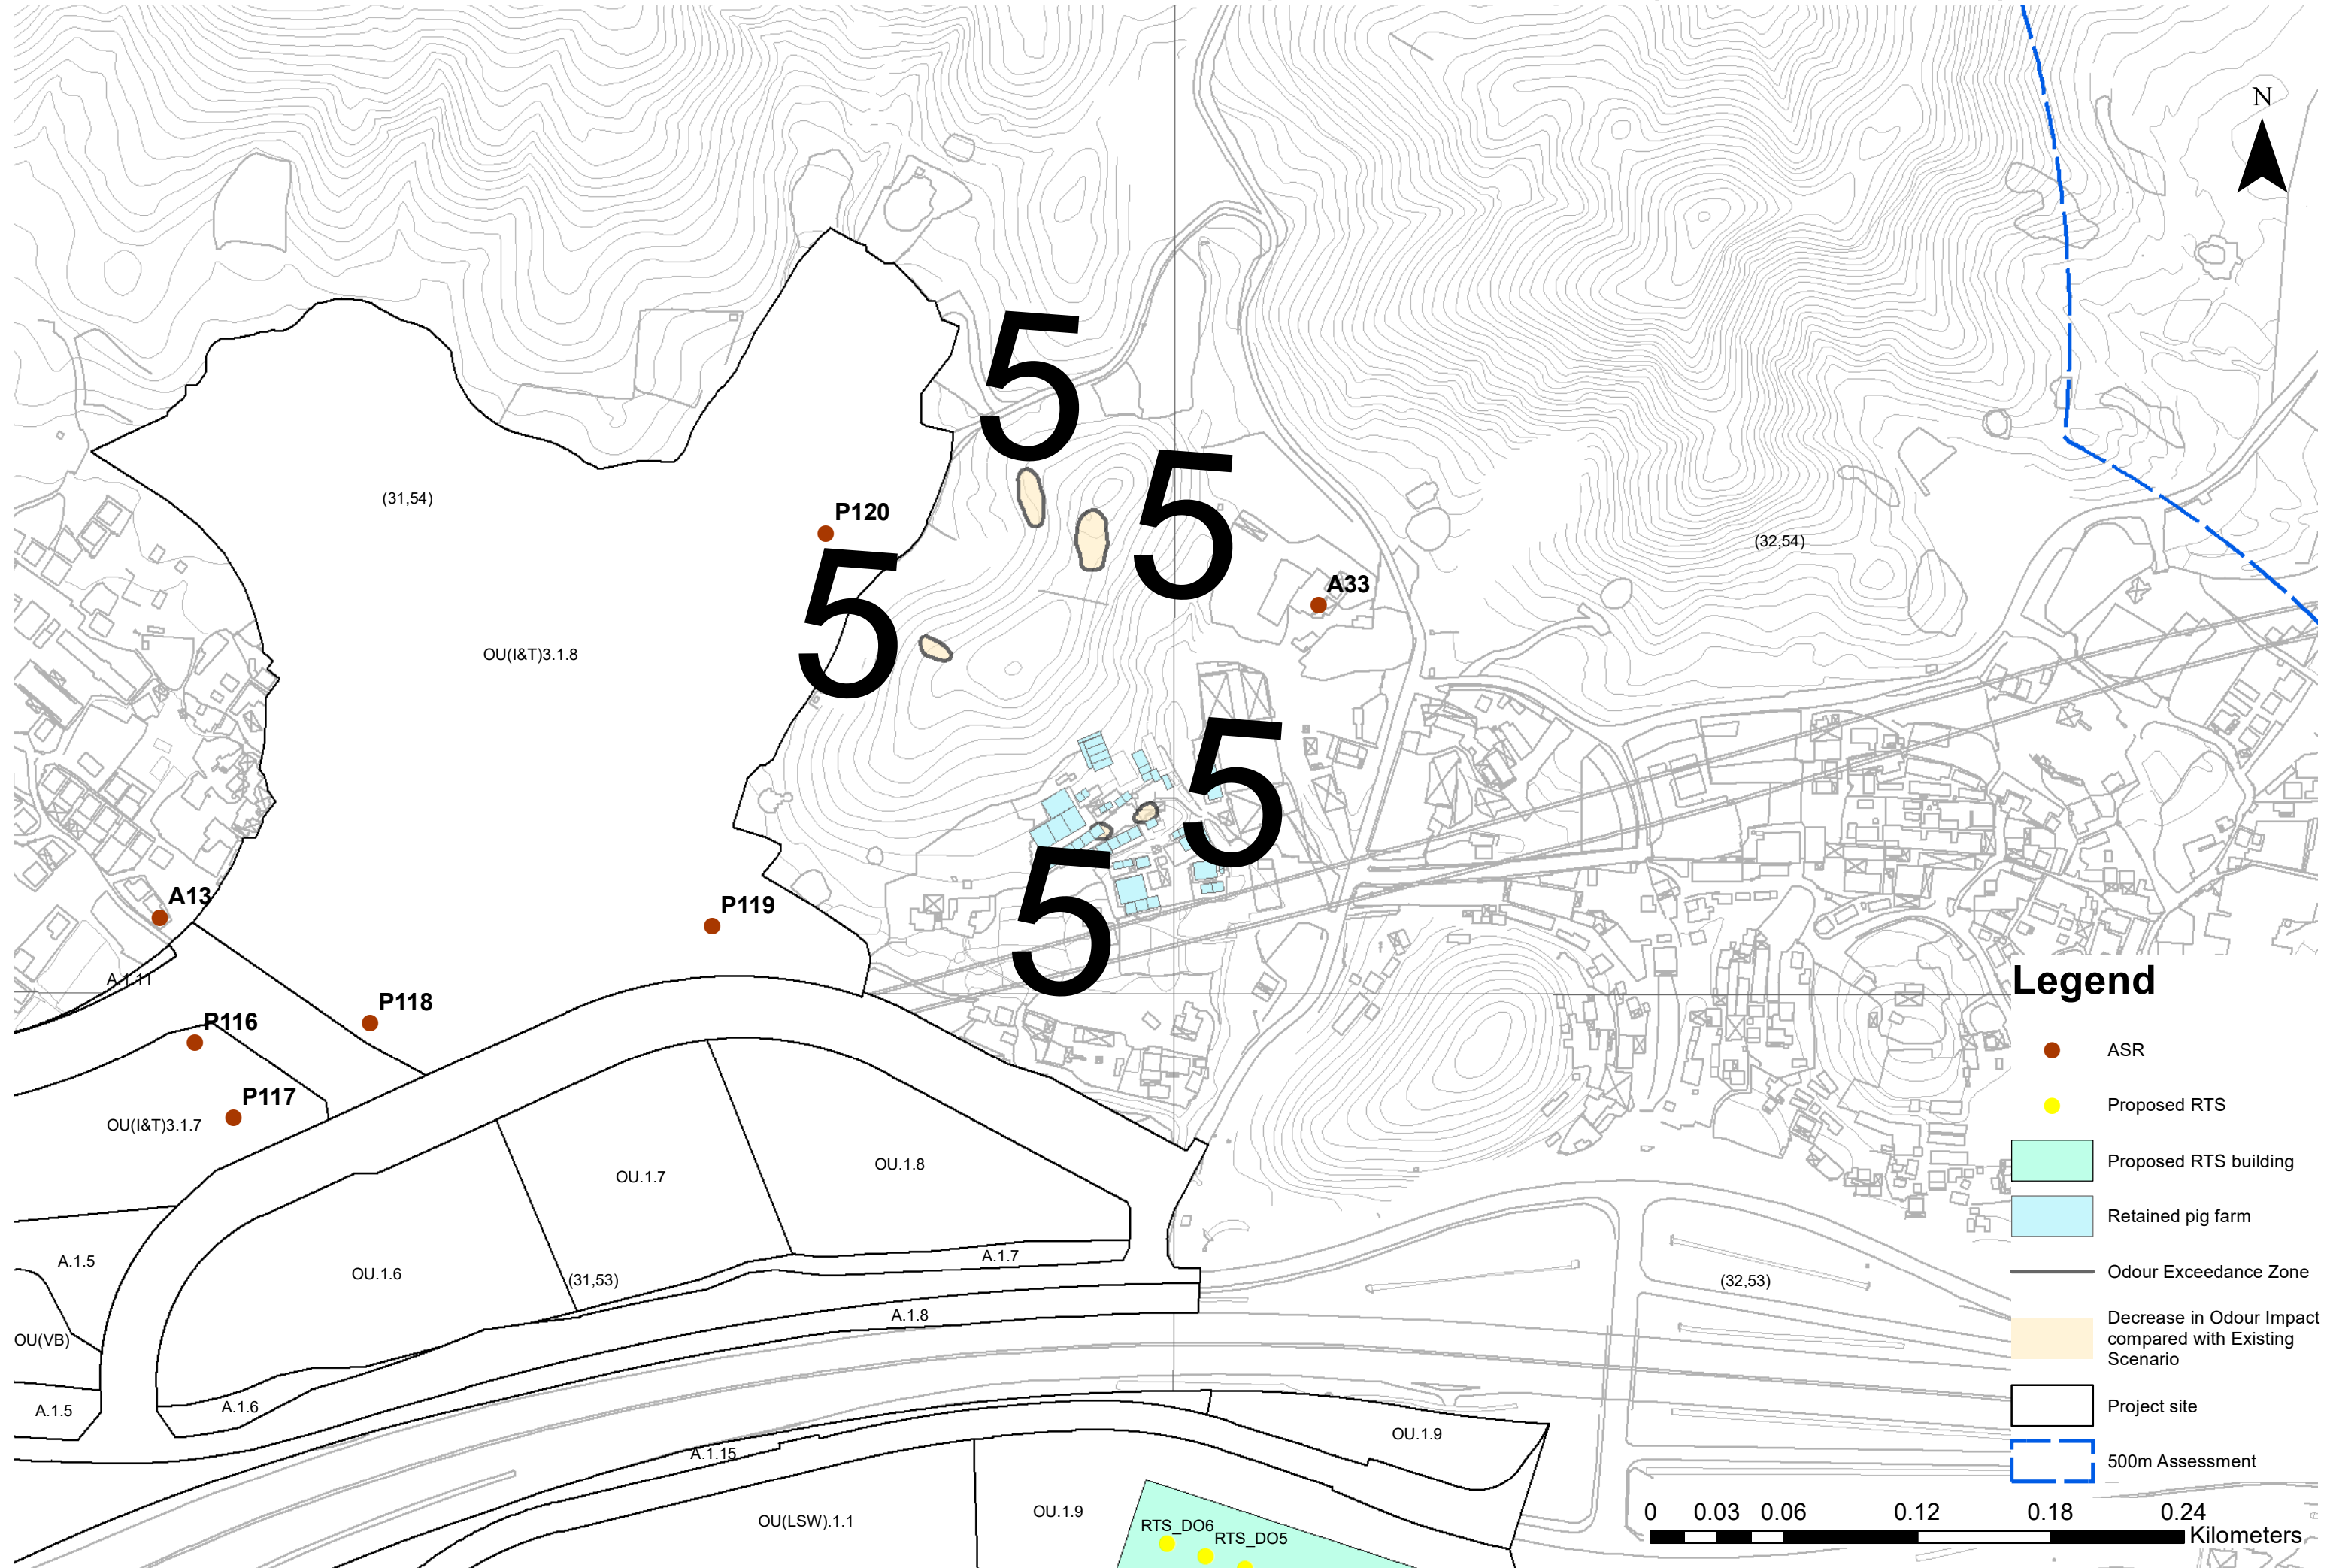 N
5
5
(31,54)
P120
(32,54)
5
A33
OU(I&T)3.1.8
5
A13
P119
5
A.1.11
P118
P116
P117
OU(I&T)3.1.7
OU.1.8
OU.1.7
A.1.7
A.1.5
OU.1.6
(31,53)
(32,53)
A.1.8
OU(VB)
A.1.5
A.1.6
OU.1.9
A.1.15
OU.1.9
OU(LSW).1.1
RTS_DO6
RTS_DO5
Legend
ASR
Proposed RTS
Proposed RTS building
Retained pig farm
Odour Exceedance Zone
Decrease in Odour Impact
compared with Existing
Scenario
Project site
500m Assessment
0 0.03 0.06 0.12 0.18 0.24
Kilometers